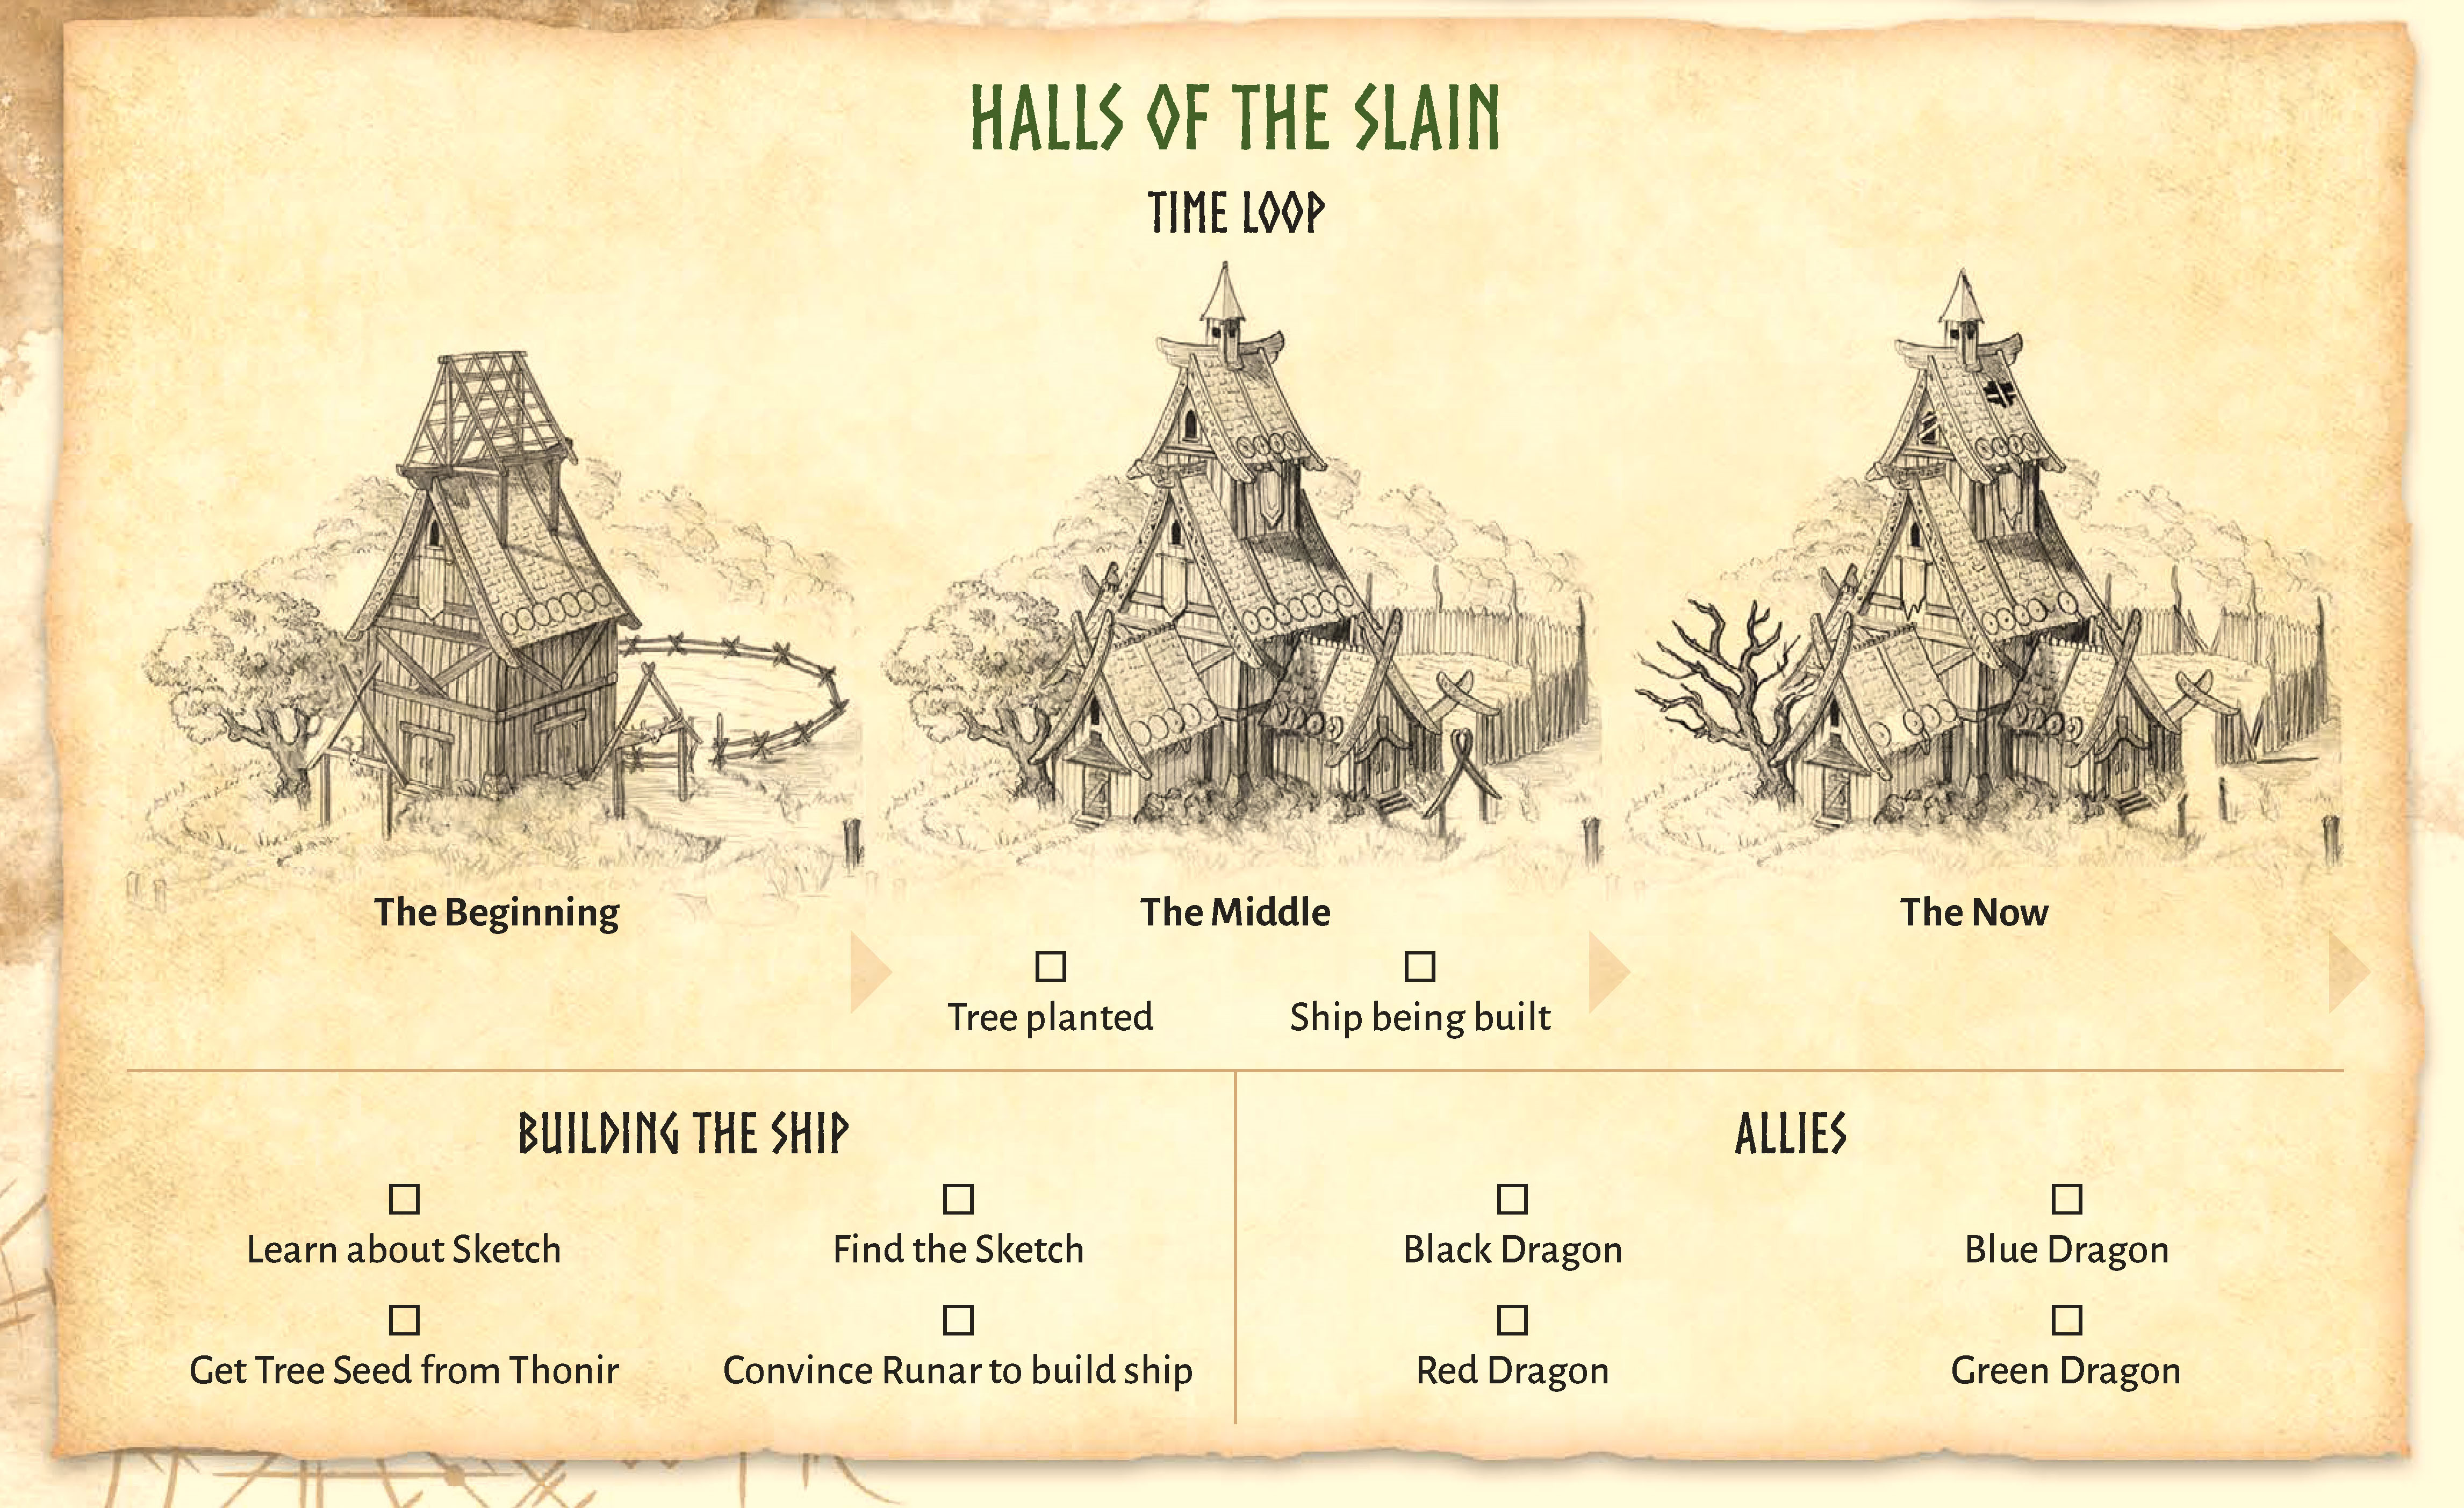 HALLS OF THE SLAIN
TIME LOOP
The Beginning
The Middle
The Now
Tree planted
Ship being built
BUILDING THE SHIP
Learn about Sketch
Find the Sketch
Get Tree Seed from Thonir
Convince Runar to build ship
ALLIES
Black Dragon
Blue Dragon
Red Dragon
Green Dragon